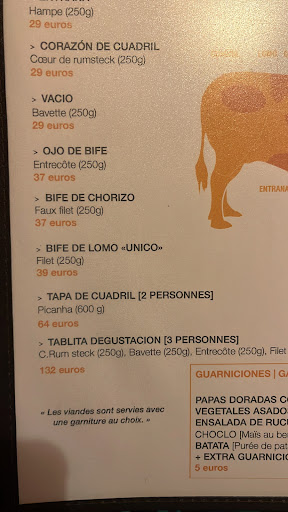 Hampe (250g)
29 euros
> CORAZÓN DE CUADRIL
Cœur de rumsteck (250g)
29 euros
> VACIO
Bavette (250g)
29 euros
> OJO DE BIFE
Entrecôte (250g)
37 euros
> BIFE DE CHORIZO
Faux filet (250g)
37 euros
> BIFE DE LOMO «UNICO»
Filet (250g)
39 euros
> TAPA DE CUADRIL [2 PERSONNES]
Picanha (600 g)
64 euros
> TABLITA DEGUSTACION [3 PERSONNES]
C.Rum steck (250g), Bavette (250g), Entrecôte (250g), Filet
132 euros
« Les viandes sont servies avec
une garniture au choix. »
ENTRANA
GUARNICIONES | GA
PAPAS DORADAS CO
VEGETALES ASADOS
ENSALADA DE RUCU
CHOCLO [Maïs au be
BATATA [Purée de pat
+ EXTRA GUARNICIO
5 euros